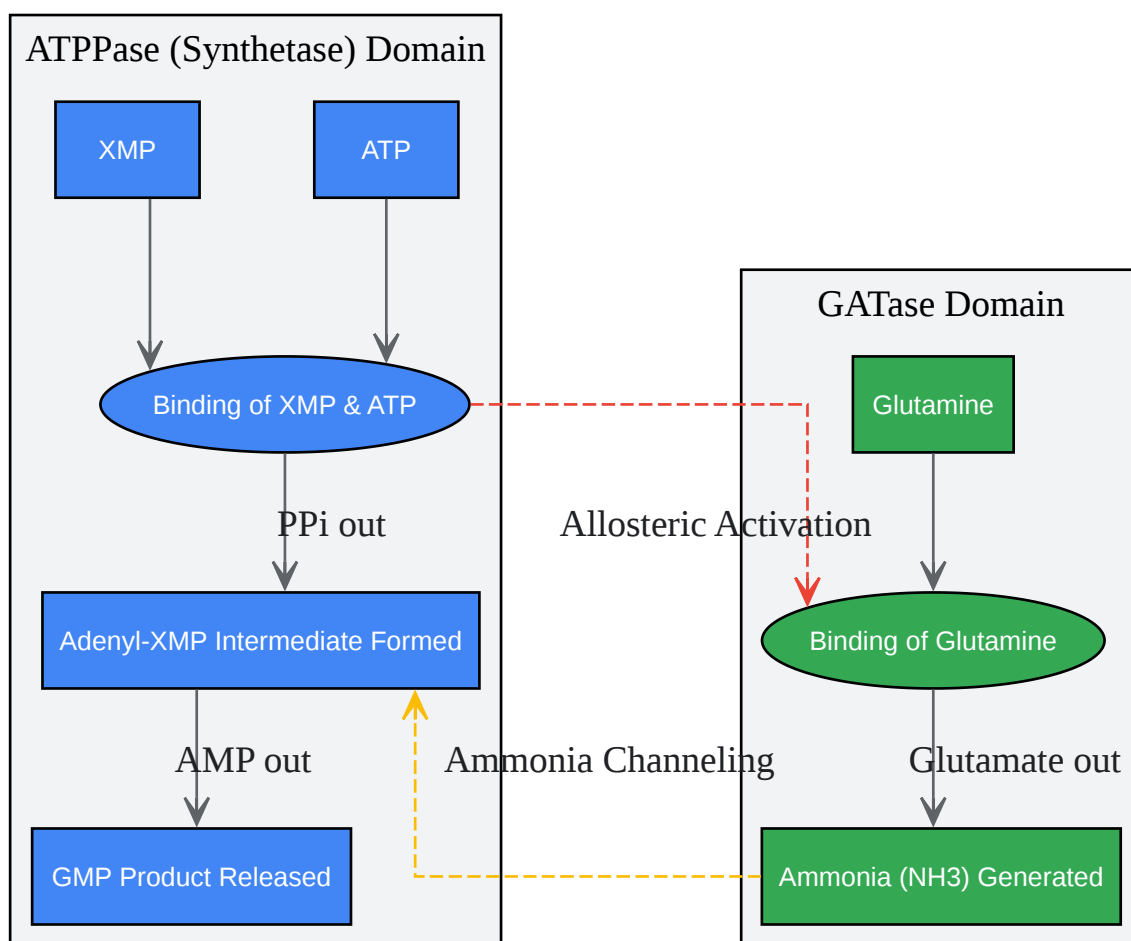 ATPPase (Synthetase) Domain
XMP
ATP
GATase Domain
Binding of XMP & ATP
Glutamine
PPi out
Allosteric Activation
Adenyl-XMP Intermediate Formed
Binding of Glutamine
AMP out
Ammonia Channeling
Glutamate out
GMP Product Released
Ammonia (NH3) Generated